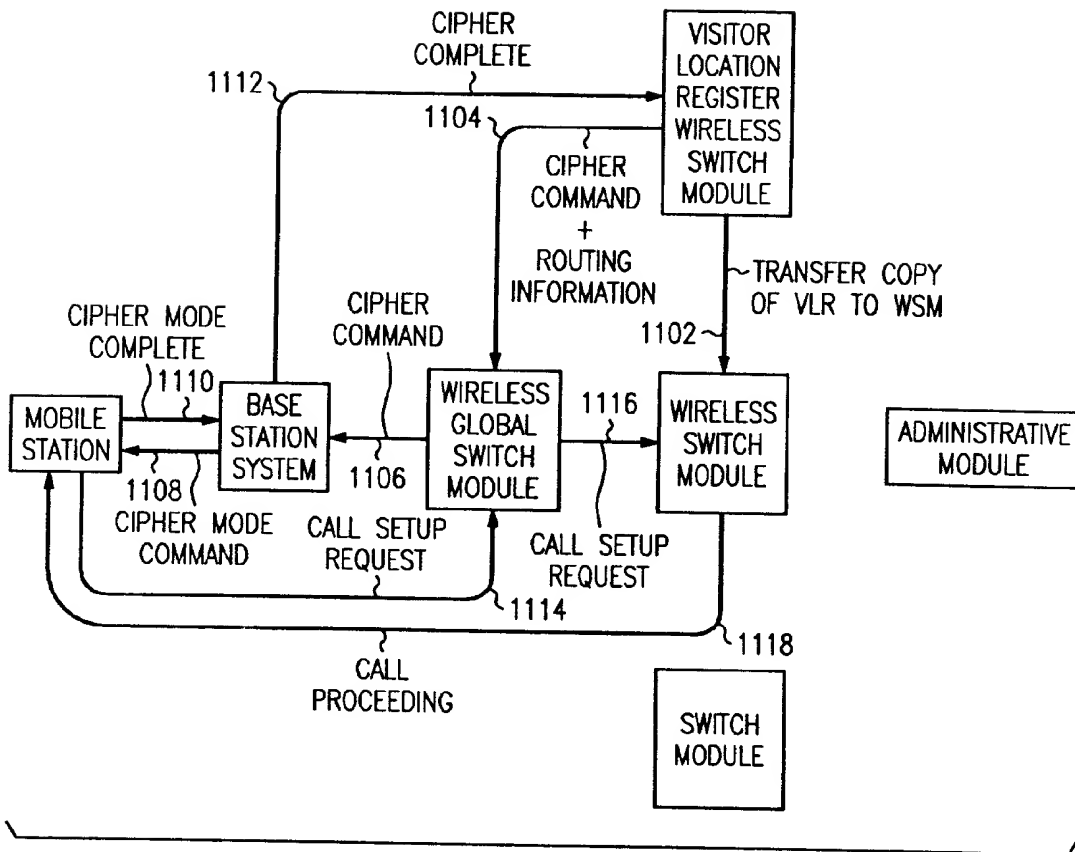 CIPHER
COMPLETE
1112
VISITOR
LOCATION
REGISTER
WIRELESS
SWITCH
MODULE
1104
CIPHER
COMMAND
+
ROUTING
INFORMATION
TRANSFER COPY
OF VLR TO WSM
1102
CIPHER
COMMAND
CIPHER MODE
COMPLETE
1110
MOBILE
STATION
BASE
STATION
SYSTEM
WIRELESS
GLOBAL
SWITCH
MODULE
1116
WIRELESS
SWITCH
MODULE
ADMINISTRATIVE
MODULE
1108
1106
CIPHER MODE
COMMAND
CALL SETUP
REQUEST
CALL SETUP
REQUEST
1114
1118
CALL
PROCEEDING
SWITCH
MODULE